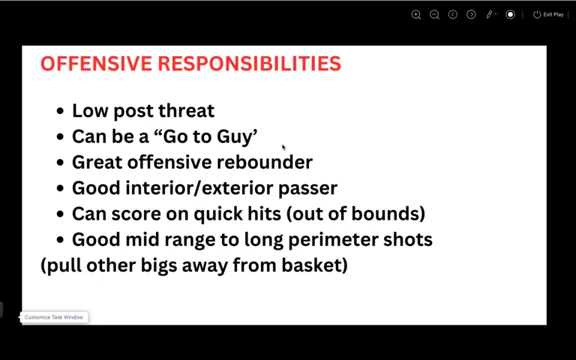 Exit Play
OFFENSIVE RESPONSIBILITIES
• Low post threat
• Can be a “Go to Guy’
• Great offensive rebounder
• Good interior/exterior passer
• Can score on quick hits (out of bounds)
• Good mid range to long perimeter shots
(pull other bigs away from basket)
Customize Task Window